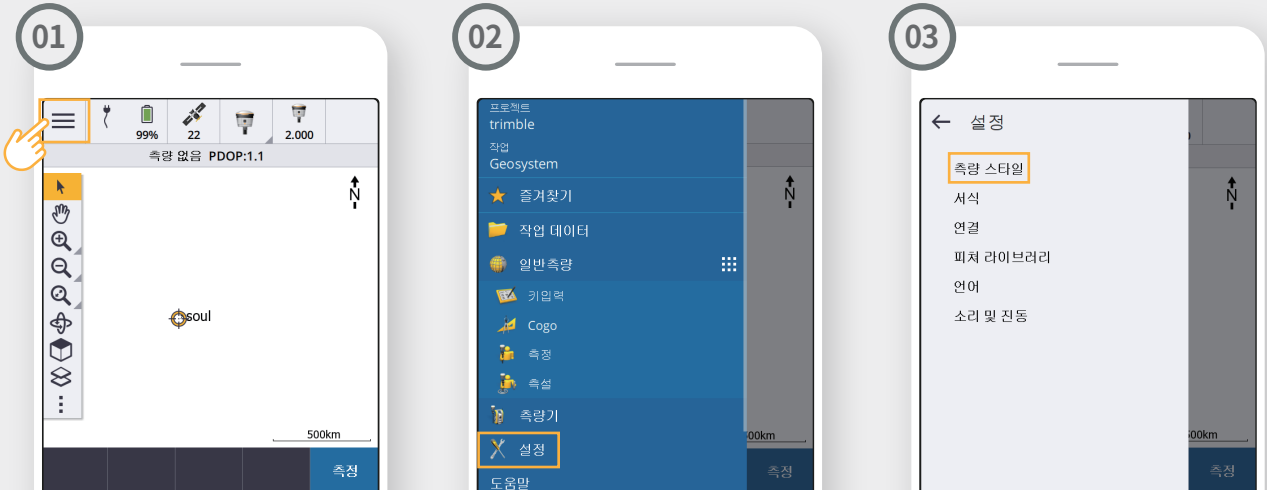 01
99%
22
2.000
측량 없음 PDOP:1.1
N
soul
500km
측정
02
프로젝트
trimble
작업
Geosystem
즐겨찾기
N
작업 데이터
일반측량
키입력
Cogo
측정
측설
측량기
00km
설정
측정
도움말
03
설정
측량 스타일
N
서식
연결
피쳐 라이브러리
언어
소리 및 진동
00km
측정